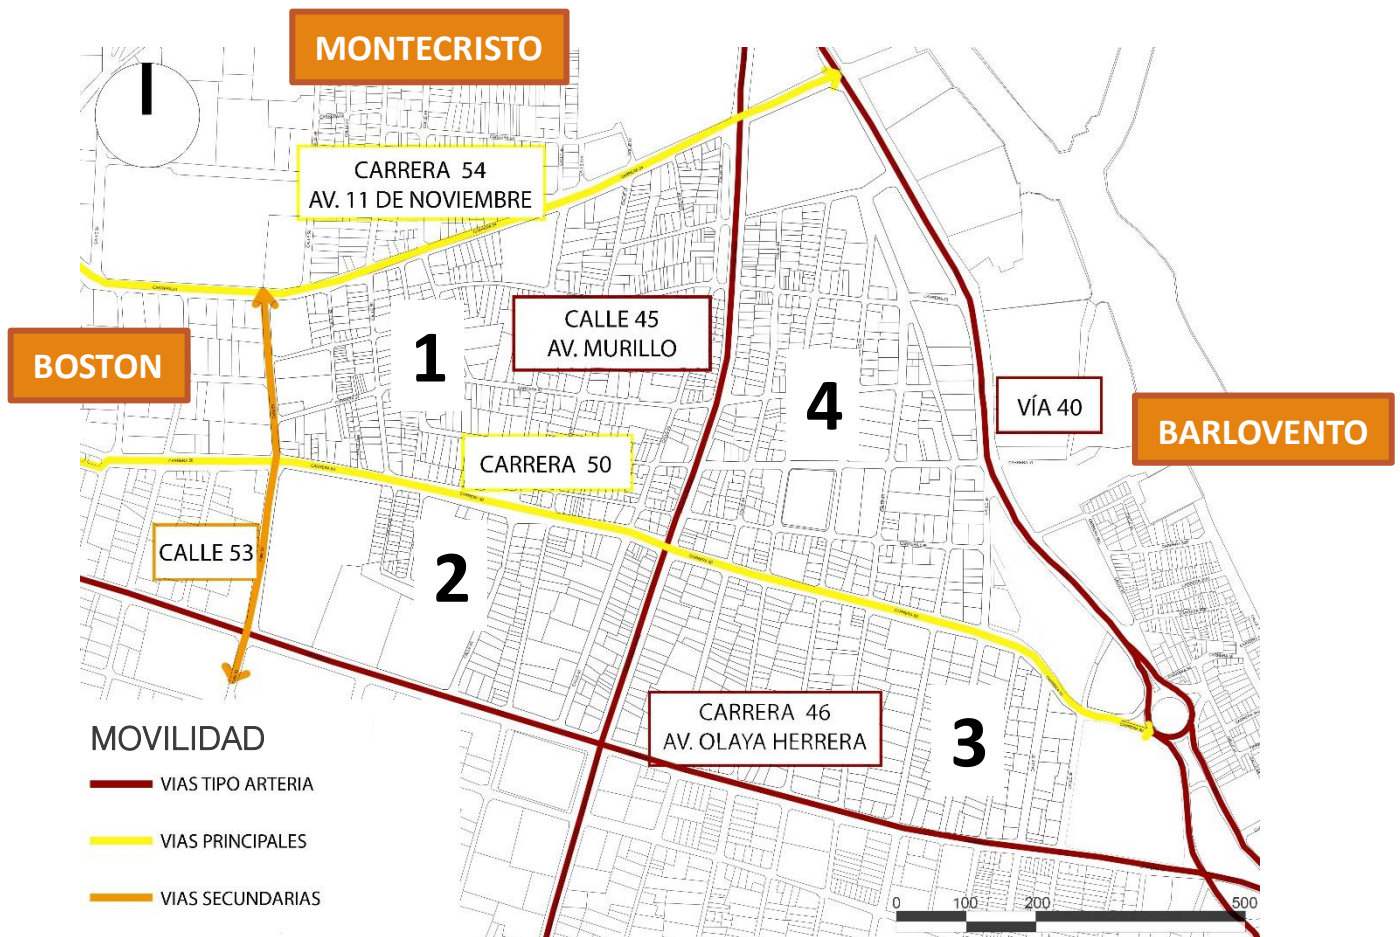 MONTECRISTO
CARRERA 54
AV. 11 DE NOVIEMBRE
CALLE 45
AV. MURILLO
1
BOSTON
4
VÍA 40
BARLOVENTO
CARRERA 50
CALLE 53
2
CARRERA 46
AV. OLAYA HERRERA
3
MOVILIDAD
VIAS TIPO ARTERIA
VIAS PRINCIPALES
VIAS SECUNDARIAS
0 100 200 500